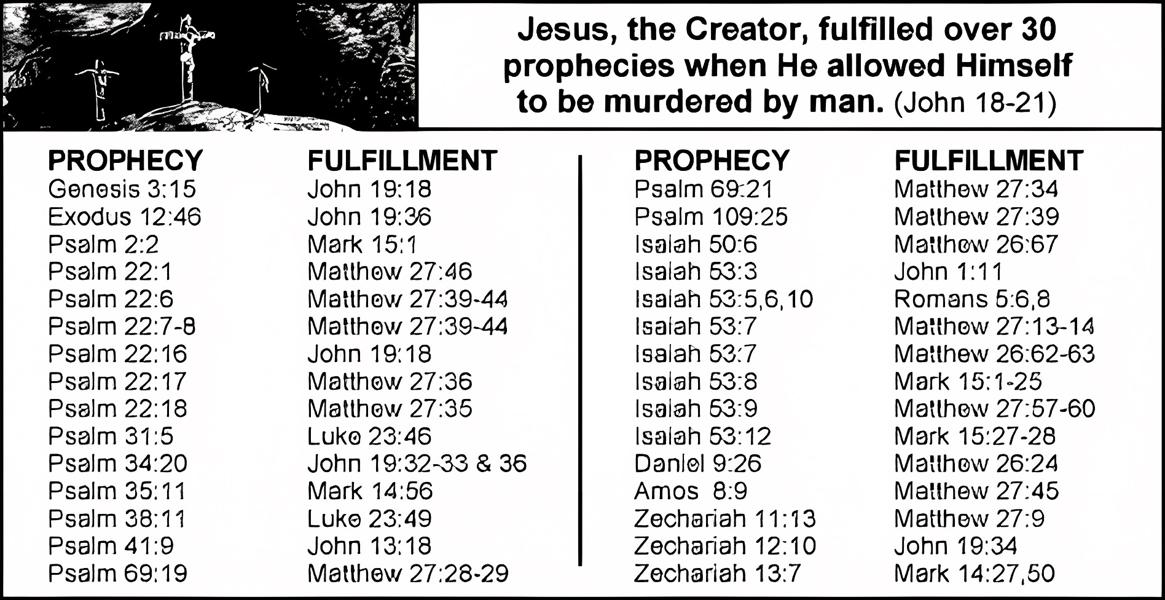 Jesus, the Creator, fulfilled over 30
prophecies when He allowed Himself
to be murdered by man. (John 18-21)
PROPHECY FULFILLMENT
Genesis 3:15 John 19:18
Exodus 12:46 John 19:36
Psalm 2:2 Mark 15:1
Psalm 22:1 Matthew 27:46
Psalm 22:6 Matthew 27:39-44
Psalm 22:7-8 Matthew 27:39-44
Psalm 22:16 John 19:18
Psalm 22:17 Matthew 27:36
Psalm 22:18 Matthew 27:35
Psalm 31:5 Luke 23:46
Psalm 34:20 John 19:32-33 & 36
Psalm 35:11 Mark 14:56
Psalm 38:11 Luke 23:49
Psalm 41:9 John 13:18
Psalm 69:19 Matthew 27:28-29
PROPHECY FULFILLMENT
Psalm 69:21 Matthew 27:34
Psalm 109:25 Matthew 27:39
Isaiah 50:6 Matthew 26:67
Isaiah 53:3 John 1:11
Isaiah 53:5,6,10 Romans 5:6,8
Isaiah 53:7 Matthew 27:13-14
Isaiah 53:7 Matthew 26:62-63
Isaiah 53:8 Mark 15:1-25
Isaiah 53:9 Matthew 27:57-60
Isaiah 53:12 Mark 15:27-28
Daniel 9:26 Matthew 26:24
Amos 8:9 Matthew 27:45
Zechariah 11:13 Matthew 27:9
Zechariah 12:10 John 19:34
Zechariah 13:7 Mark 14:27,50